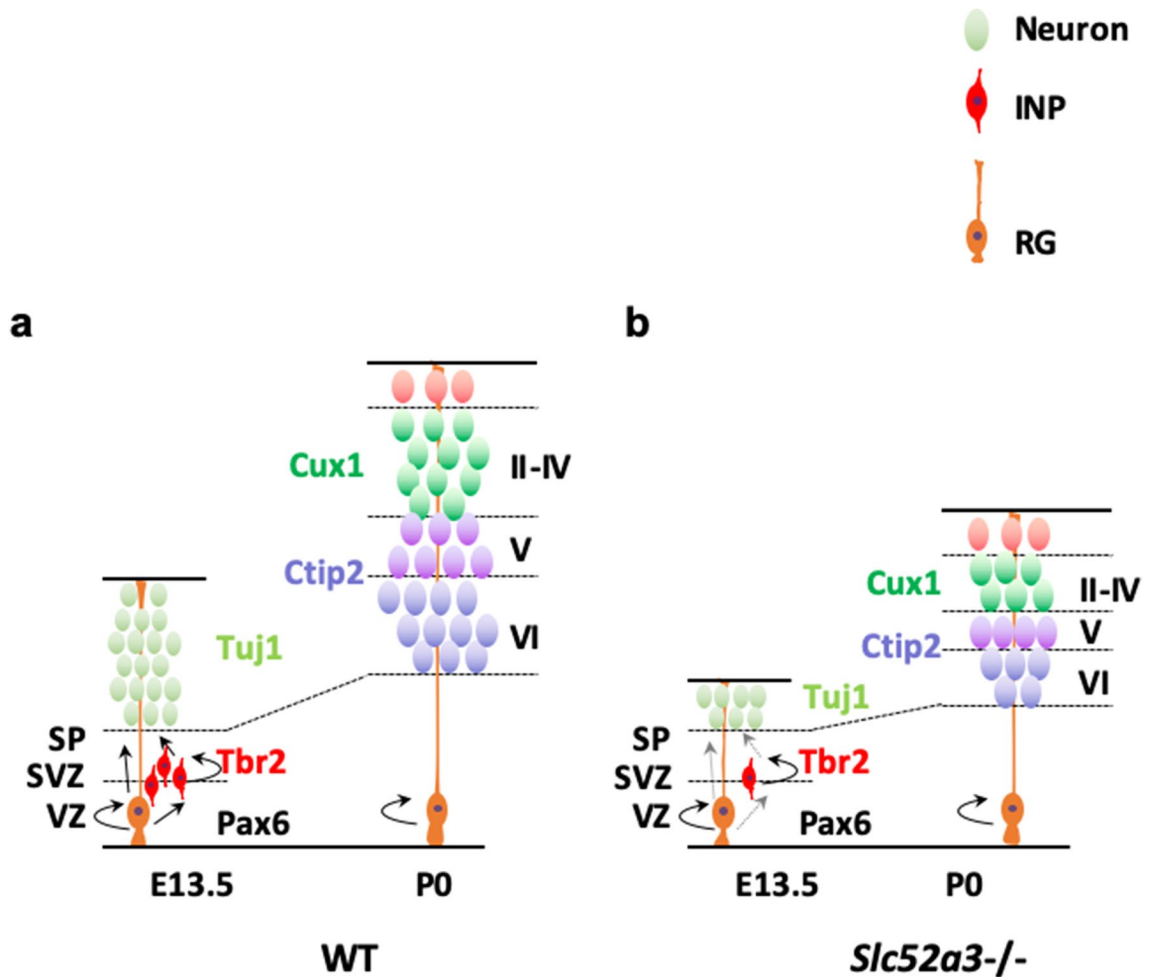 Neuron
INP
RG
a
Cux1
II-IV
V
Ctip2
VI
Tuj1
SP
SVZ
Tbr2
VZ
Pax6
E13.5
P0
WT
b
Cux1
II-IV
V
Ctip2
VI
Tuj1
SP
SVZ
Tbr2
VZ
Pax6
E13.5
P0
Slc52a3-/-